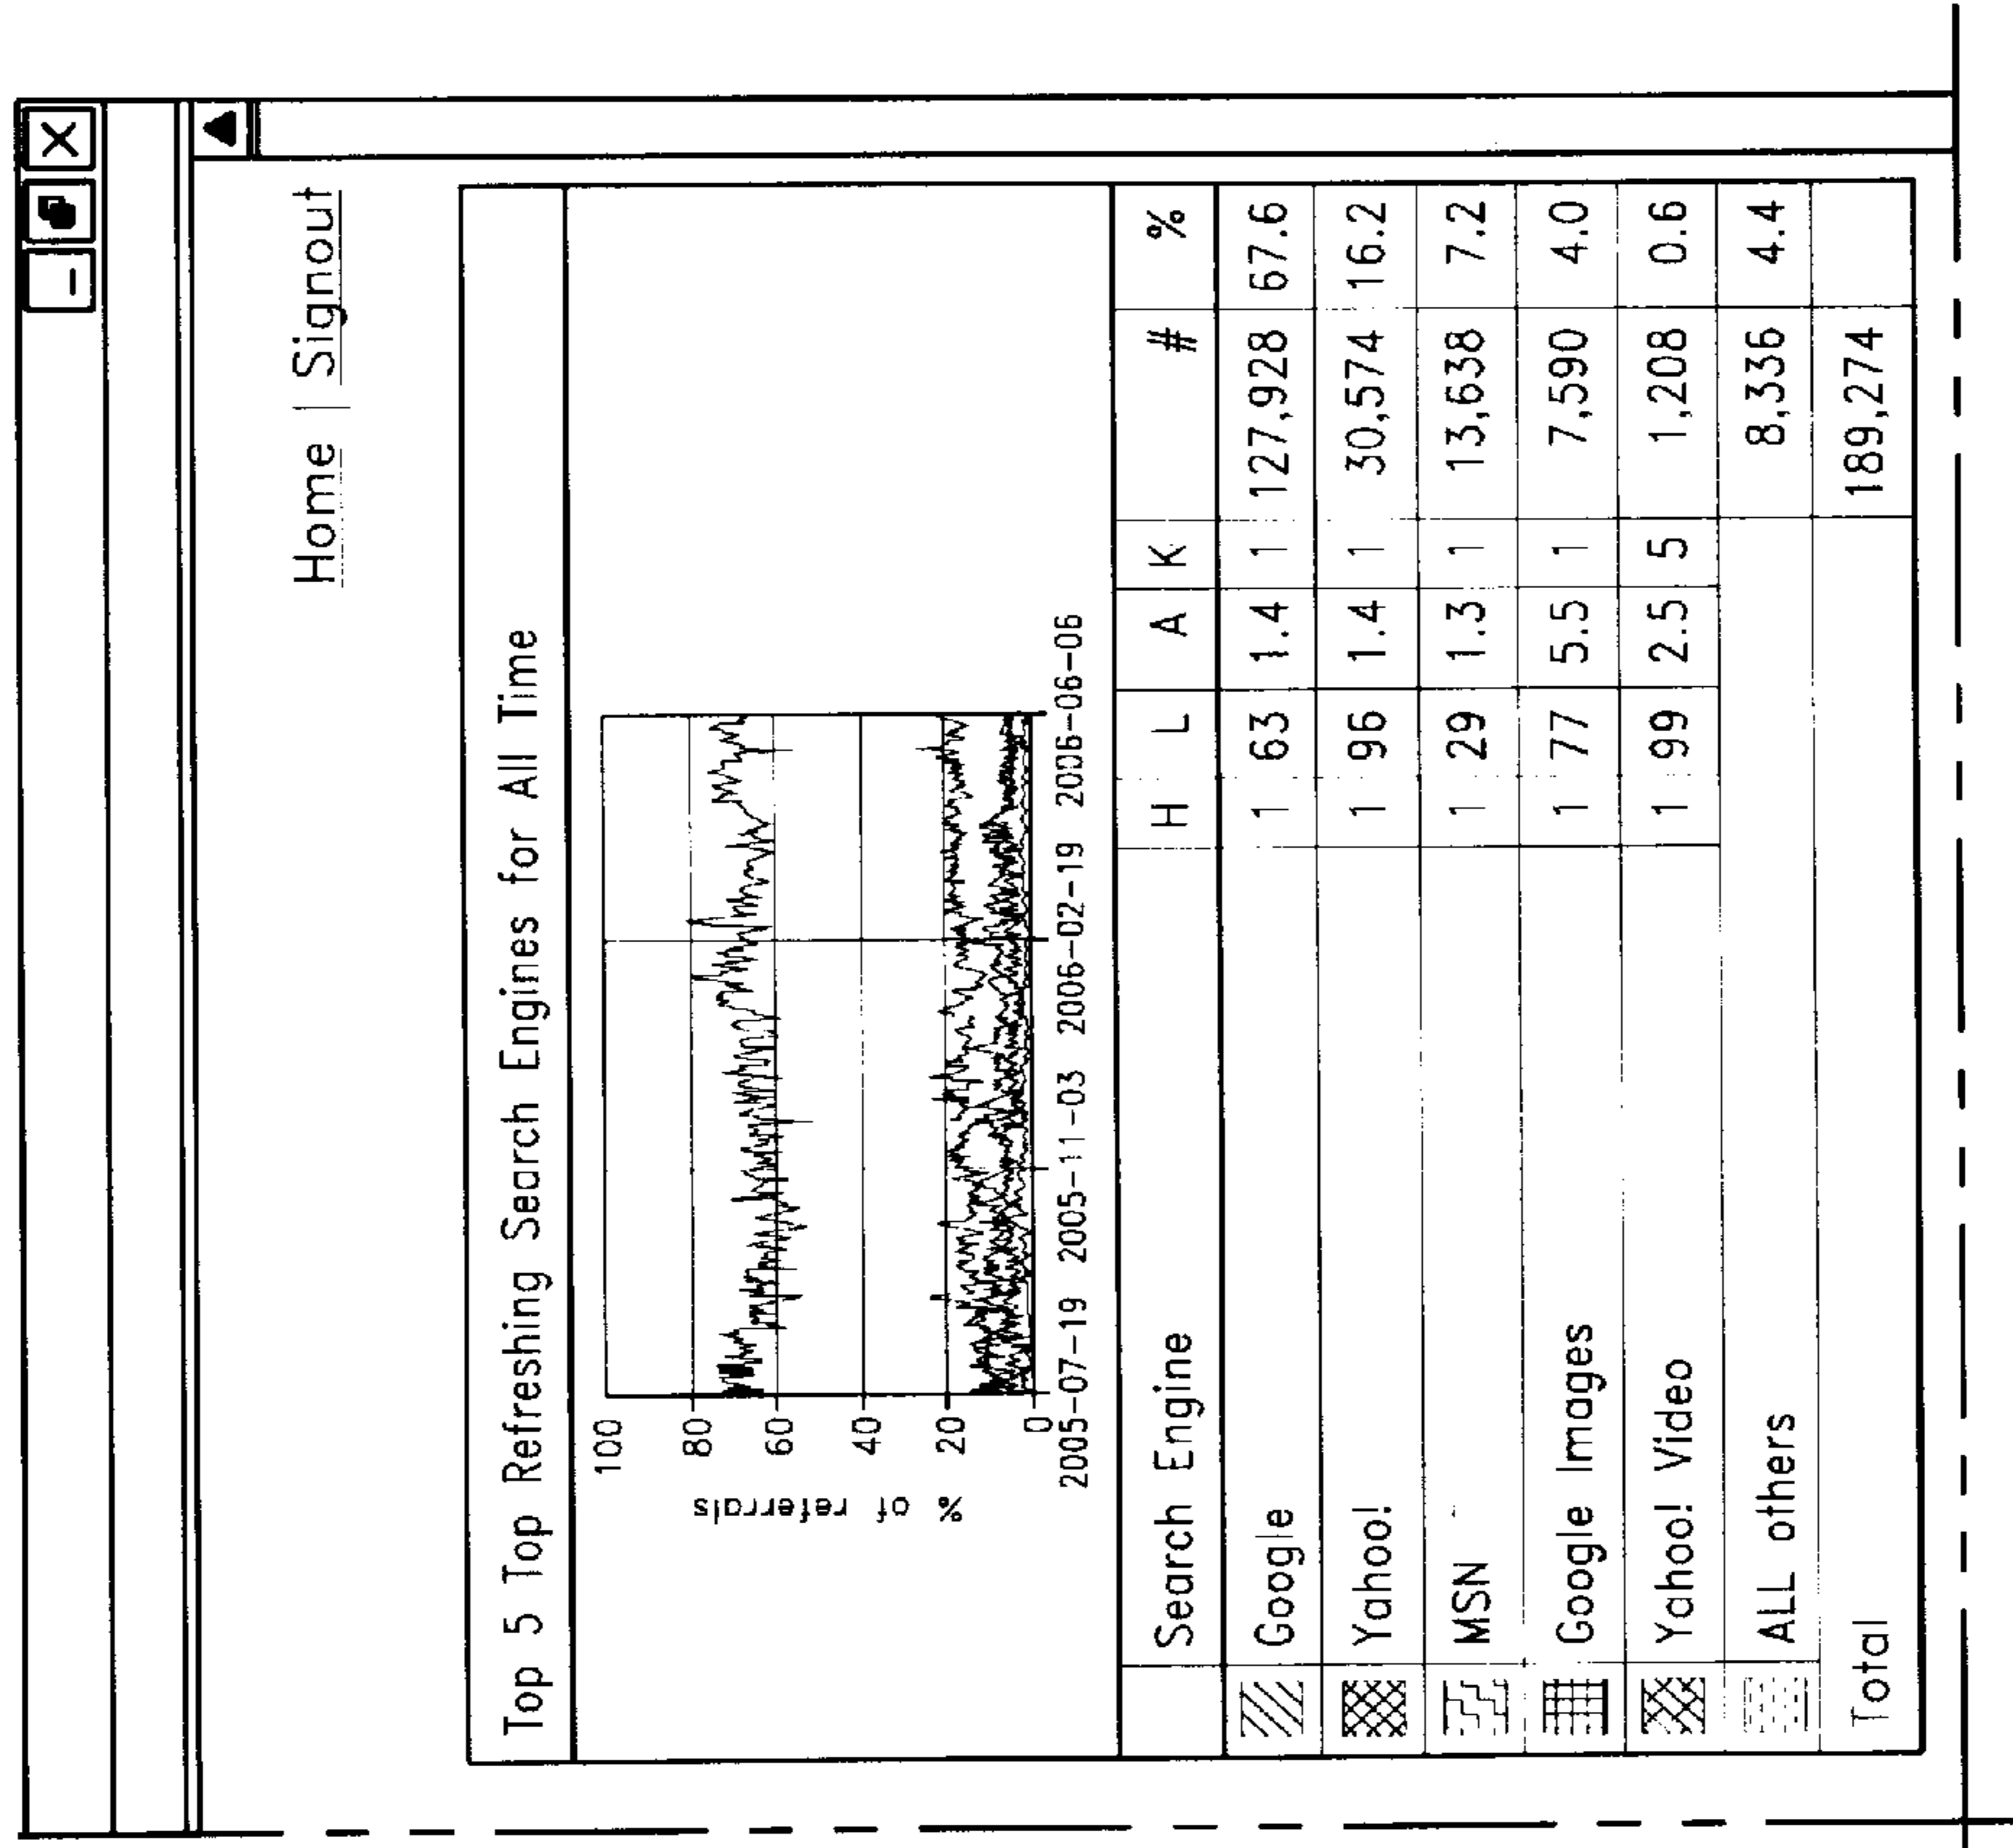 Home | Signout
Top 5 Top Refreshing Search Engines for All Time
% of referrals
100
80
60
40
20
0
2005-07-19 2005-11-03 2006-02-19 2006-06-06
Search Engine H L A K # %
Google 1 63 1.4 1 127,928 67.6
Yahoo! 1 96 1.4 1 30,574 16.2
MSN 1 29 1.3 1 13,638 7.2
Google Images 1 77 5.5 1 7,590 4.0
Yahoo! Video 1 99 2.5 5 1,208 0.6
ALL others 8,336 4.4
Total 189,274